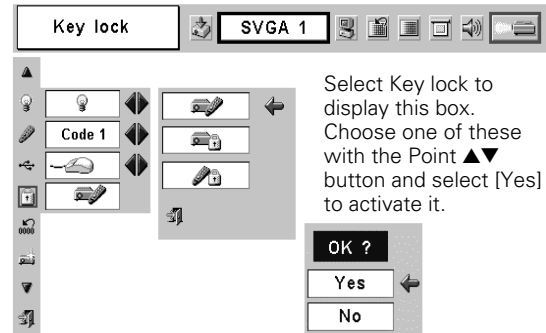 Key lock
SVGA 1
Select Key lock to
display this box.
Choose one of these
with the Point ▲▼
button and select [Yes]
to activate it.
Code 1
0000
OK ?
Yes
No